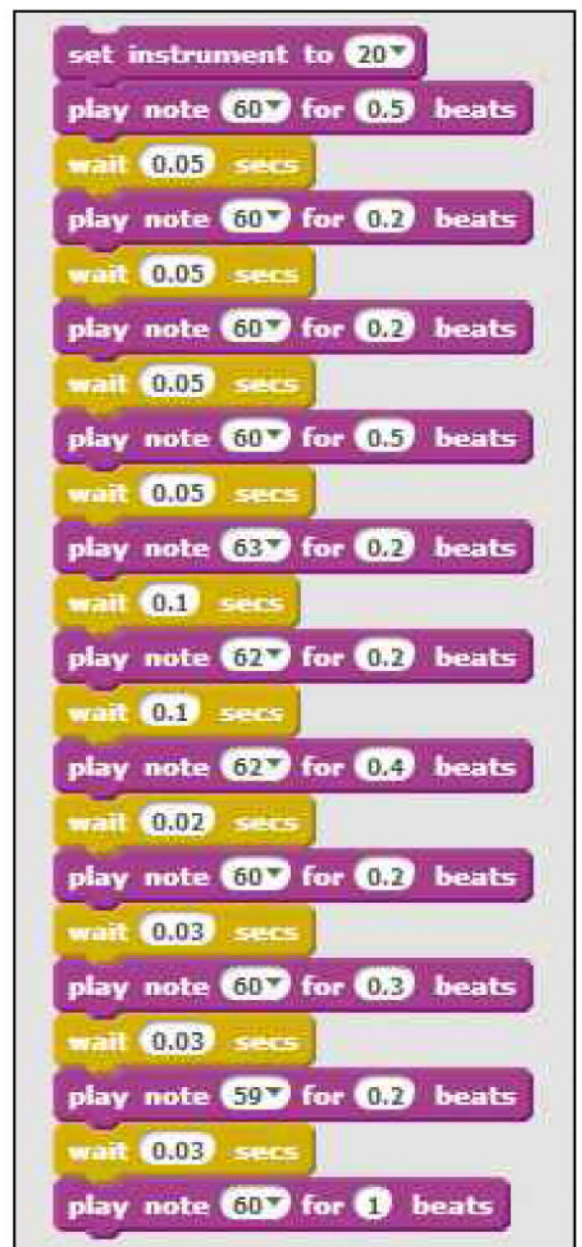 set instrument to 20
play note 60 for 0.5 beats
wait 0.05 secs
play note 60 for 0.2 beats
wait 0.05 secs
play note 60 for 0.2 beats
wait 0.05 secs
play note 60 for 0.5 beats
wait 0.05 secs
play note 63 for 0.2 beats
wait 0.1 secs
play note 62 for 0.2 beats
wait 0.1 secs
play note 62 for 0.4 beats
wait 0.02 secs
play note 60 for 0.2 beats
wait 0.03 secs
play note 60 for 0.3 beats
wait 0.03 secs
play note 59 for 0.2 beats
wait 0.03 secs
play note 60 for 1 beats